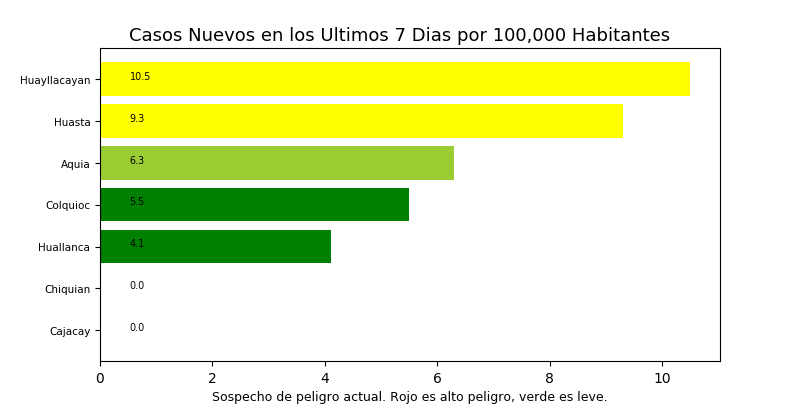 Casos Nuevos en los Ultimos 7 Dias por 100,000 Habitantes
Huayllacayan 10.5
Huasta 9.3
Aquia 6.3
Colquioc 5.5
Huallanca 4.1
Chiquian 0.0
Cajacay 0.0
0 2 4 6 8 10
Sospecho de peligro actual. Rojo es alto peligro, verde es leve.